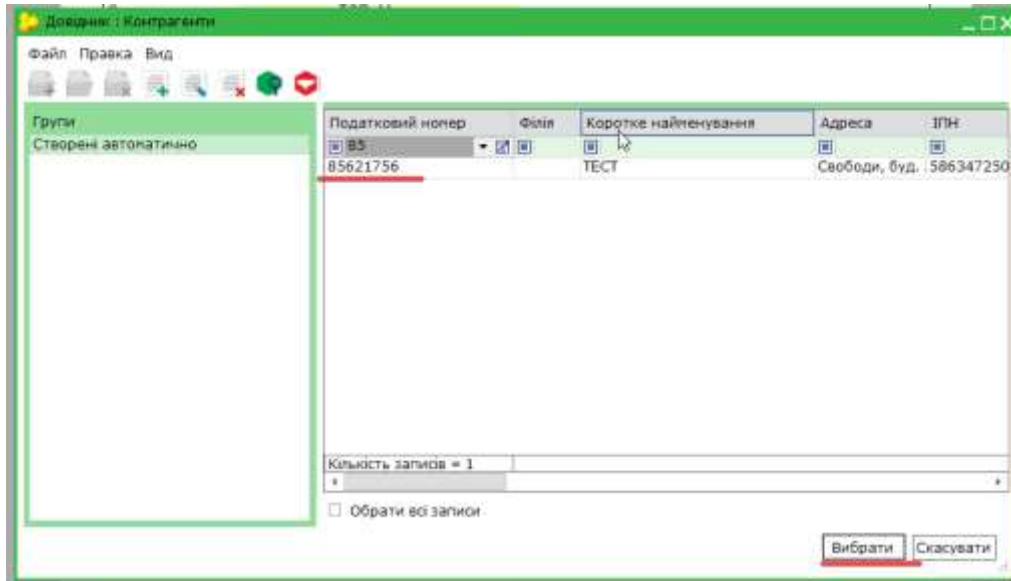 Довідник : Контрагенти
Файл Правка Вид
Групи
Створені автоматично
Податковий номер Філія Коротке найменування Адреса ІПН
85
85621756 ТЕСТ Свободи, буд. 586347250
Кількість записів = 1
Обрати всі записи
Вибрати Скасувати